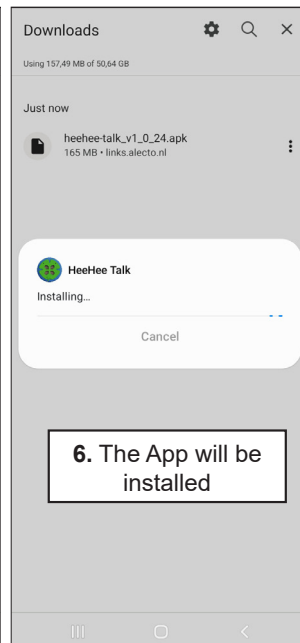 Downloads
Using 157,49 MB of 50,64 GB
Just now
heehee-talk_v1_0_24.apk
165 MB • links.alecto.nl
HeeHee Talk
Installing...
Cancel
6. The App will be
installed